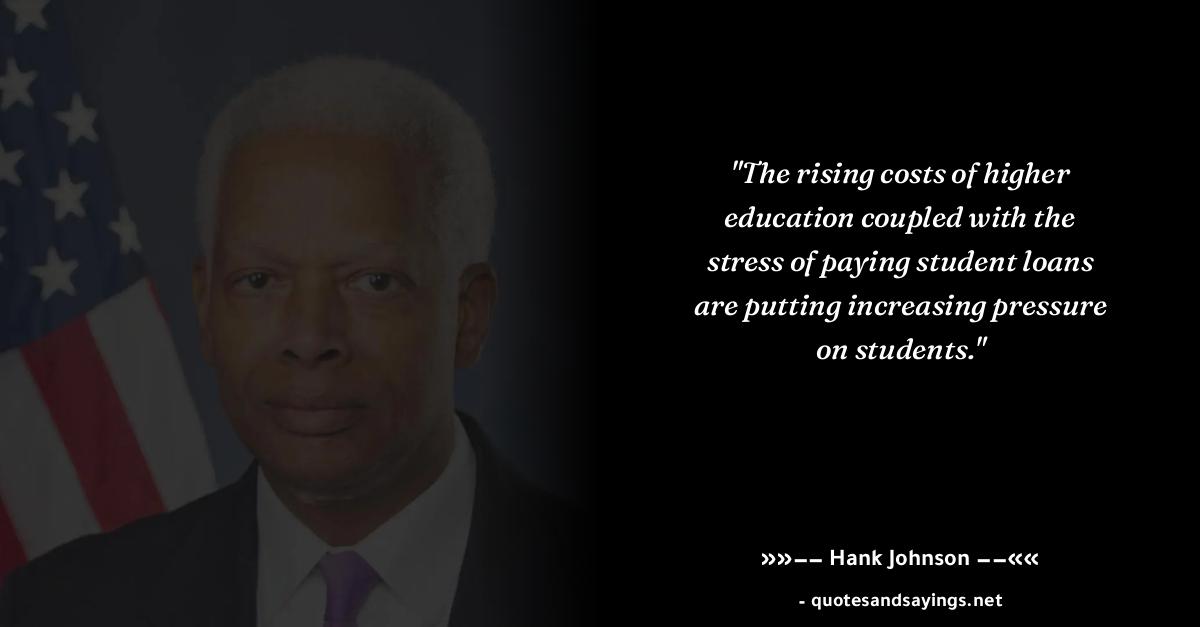 "The rising costs of higher
education coupled with the
stress of paying student loans
are putting increasing pressure
on students."
»»−− Hank Johnson −−««
- quotesandsayings.net